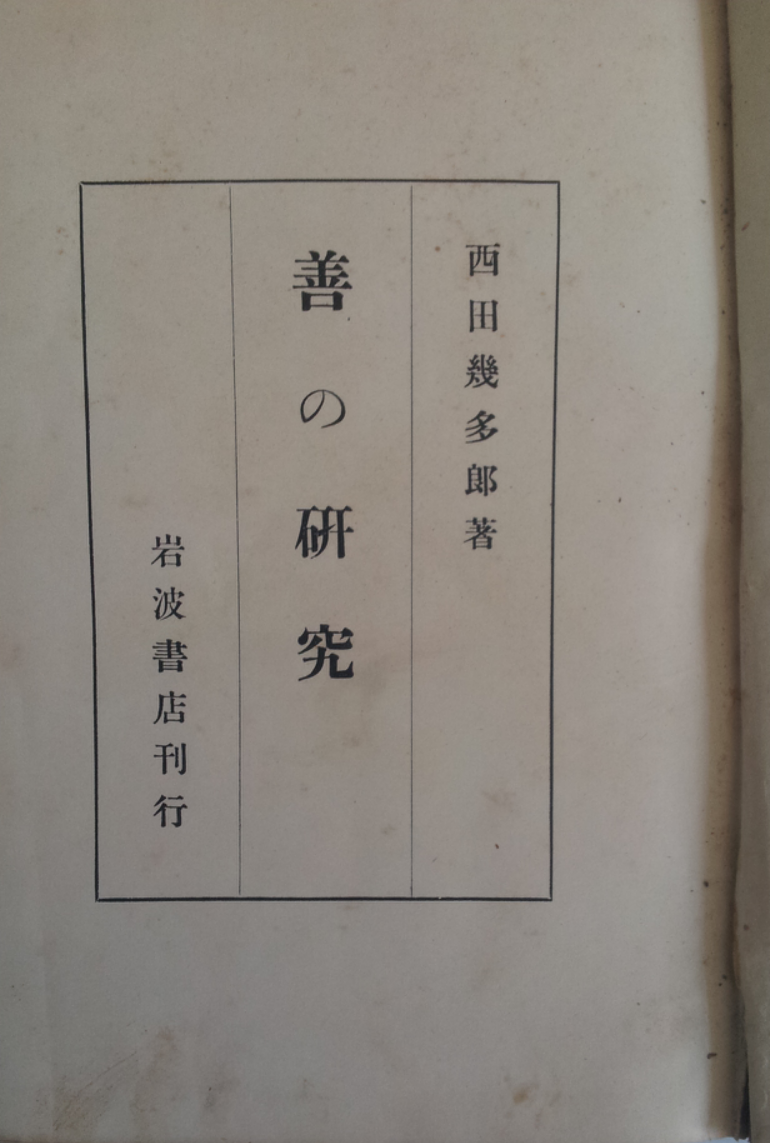 西田幾多郎著
善の研究
岩波書店刊行